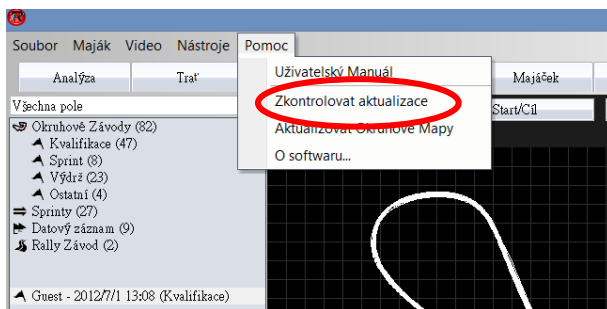 Soubor Maják Video Nástroje Pomoc
Analýza Trať Majáček
Uživatelský Manuál
Zkontrolovat aktualizace
Aktualizovat Okruhové Mapy
O softwaru...
Start/Cíl
Všechna pole
Okruhové Závody (82)
Kvalifikace (47)
Sprint (8)
Výdrž (23)
Ostatní (4)
Sprinty (27)
Datový záznam (9)
Rally Závod (2)
Guest - 2012/7/1 13:08 (Kvalifikace)